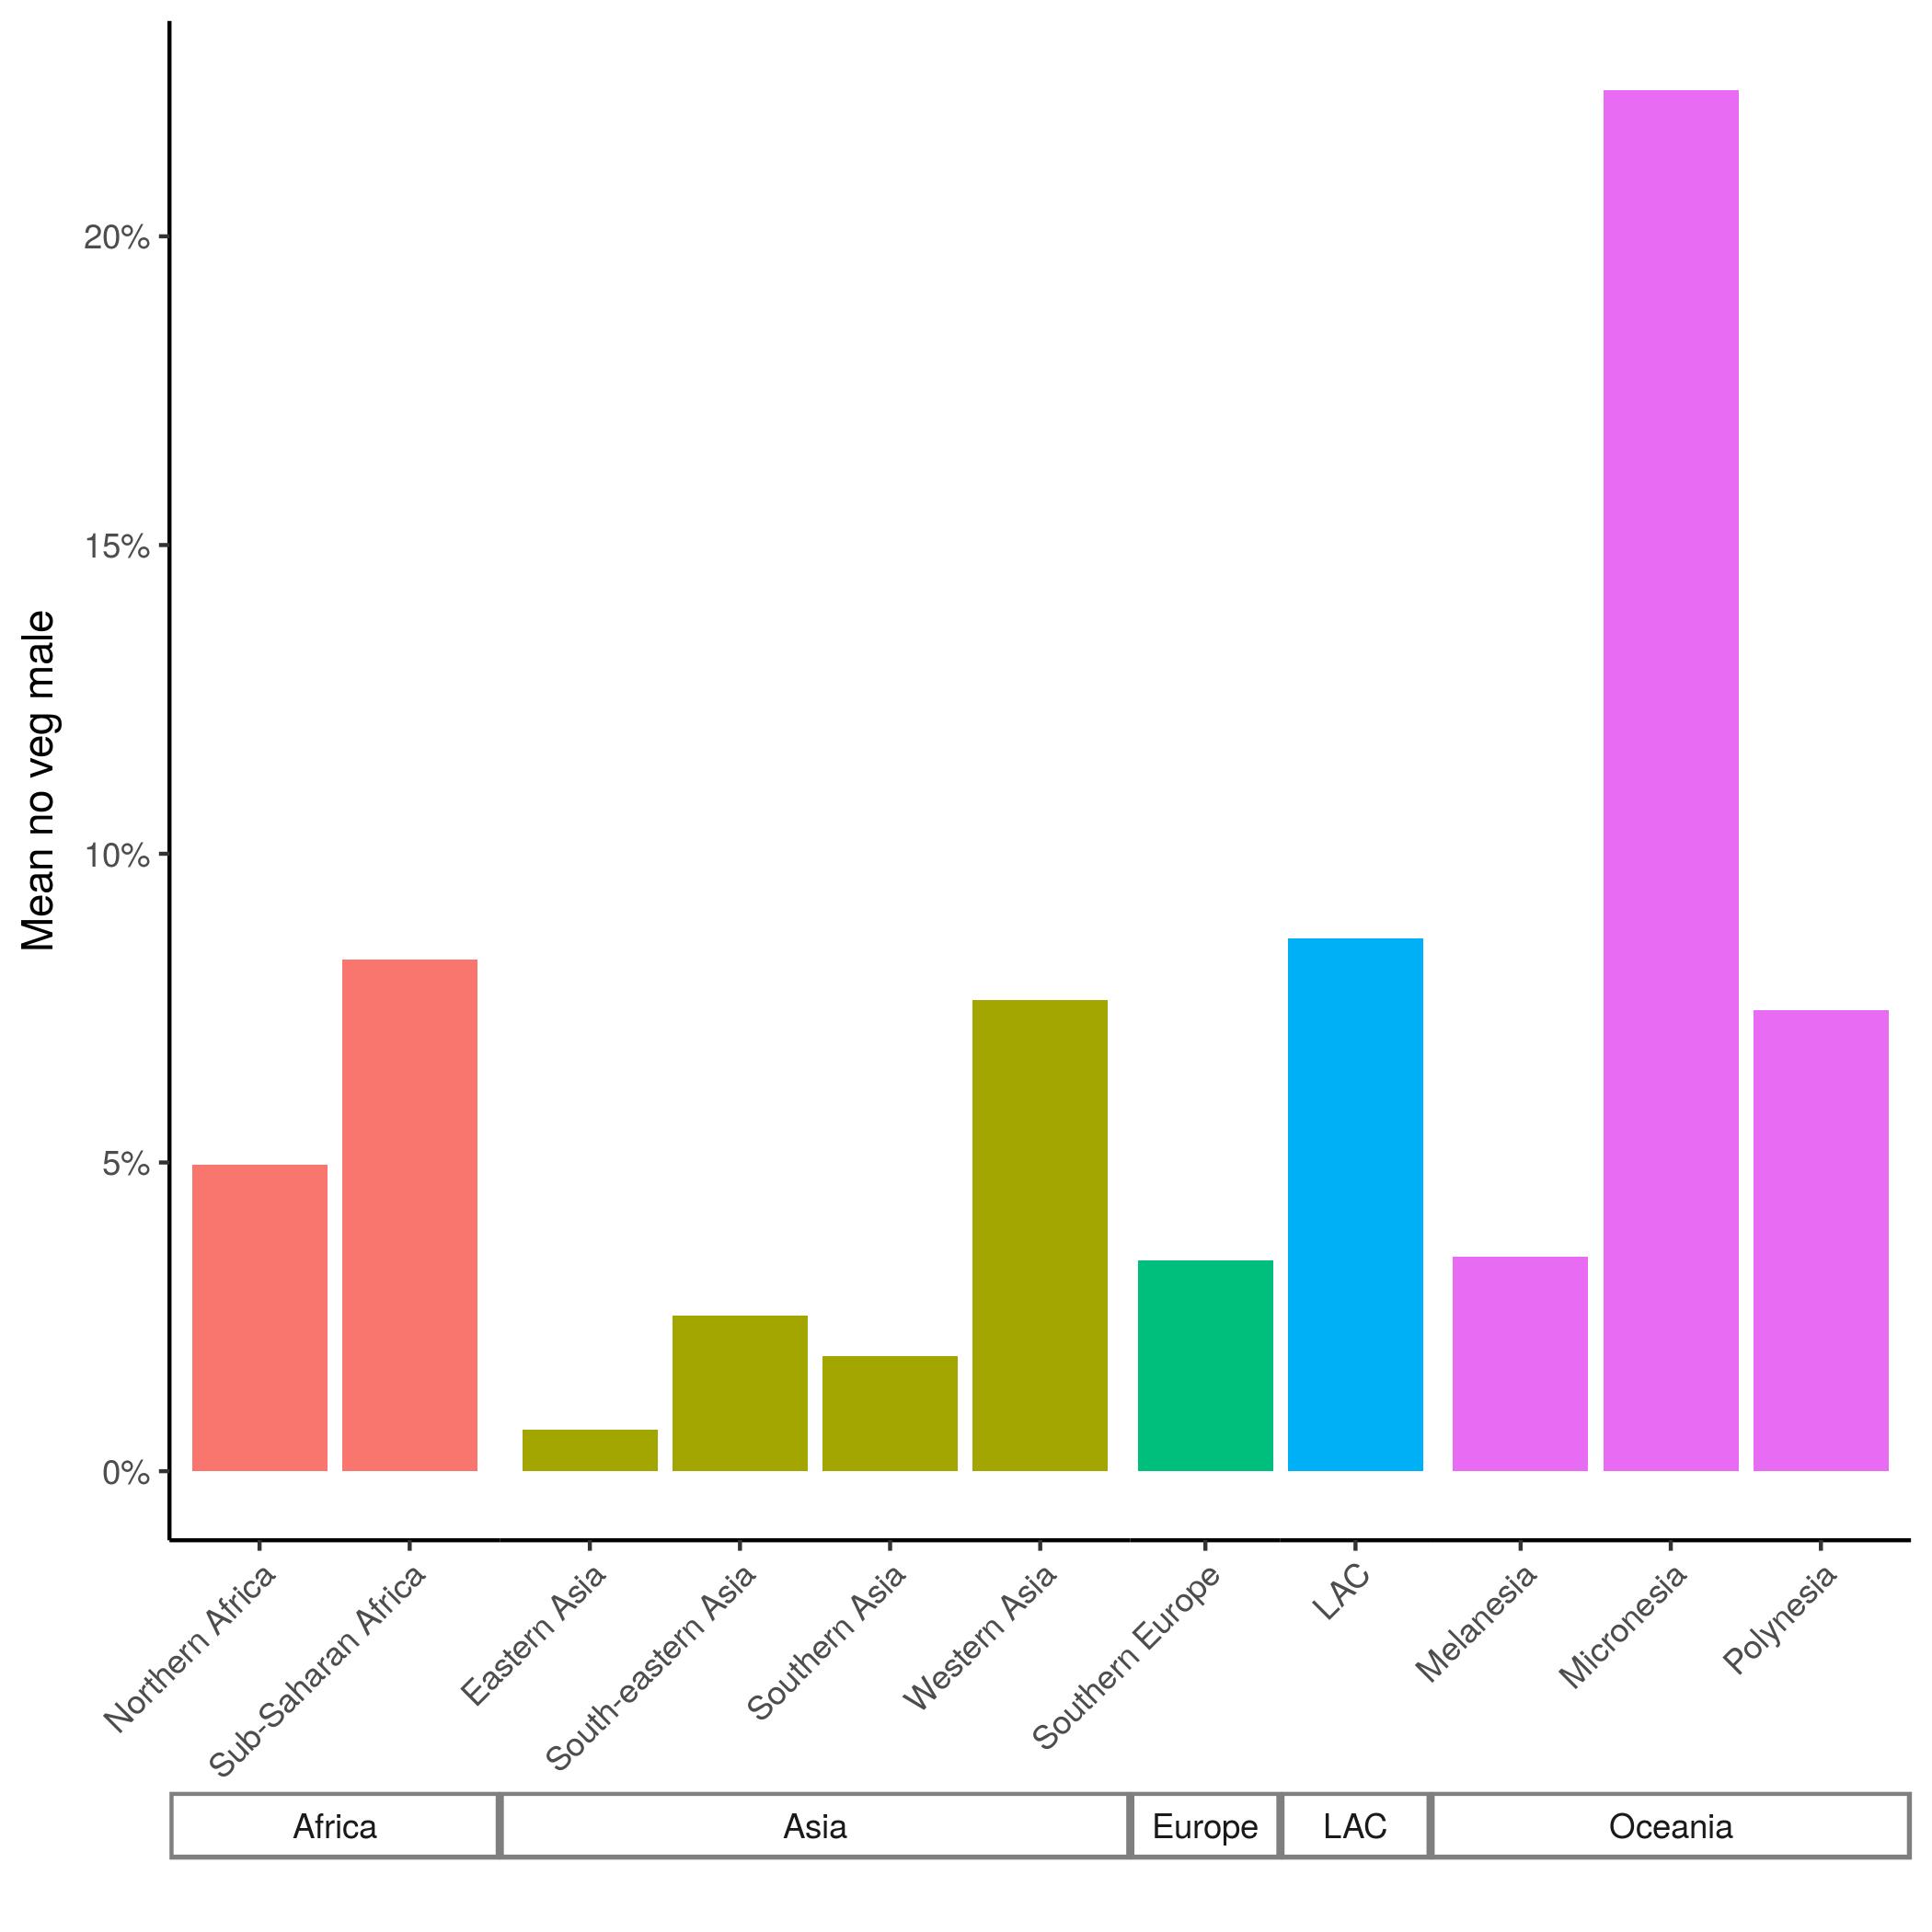 Mean no veg male
20%
15%
10%
5%
0%
Northern Africa
Sub-Saharan Africa
Eastern Asia
South-eastern Asia
Southern Asia
Western Asia
Southern Europe
LAC
Melanesia
Micronesia
Polynesia
Africa
Asia
Europe
LAC
Oceania